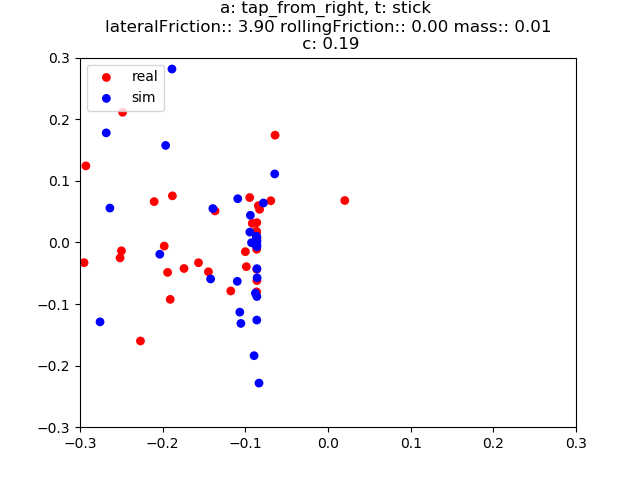 a: tap_from_right, t: stick
lateralFriction:: 3.90 rollingFriction:: 0.00 mass:: 0.01
c: 0.19
real
sim
0.3
0.2
0.1
0.0
−0.1
−0.2
−0.3
−0.3 −0.2 −0.1 0.0 0.1 0.2 0.3